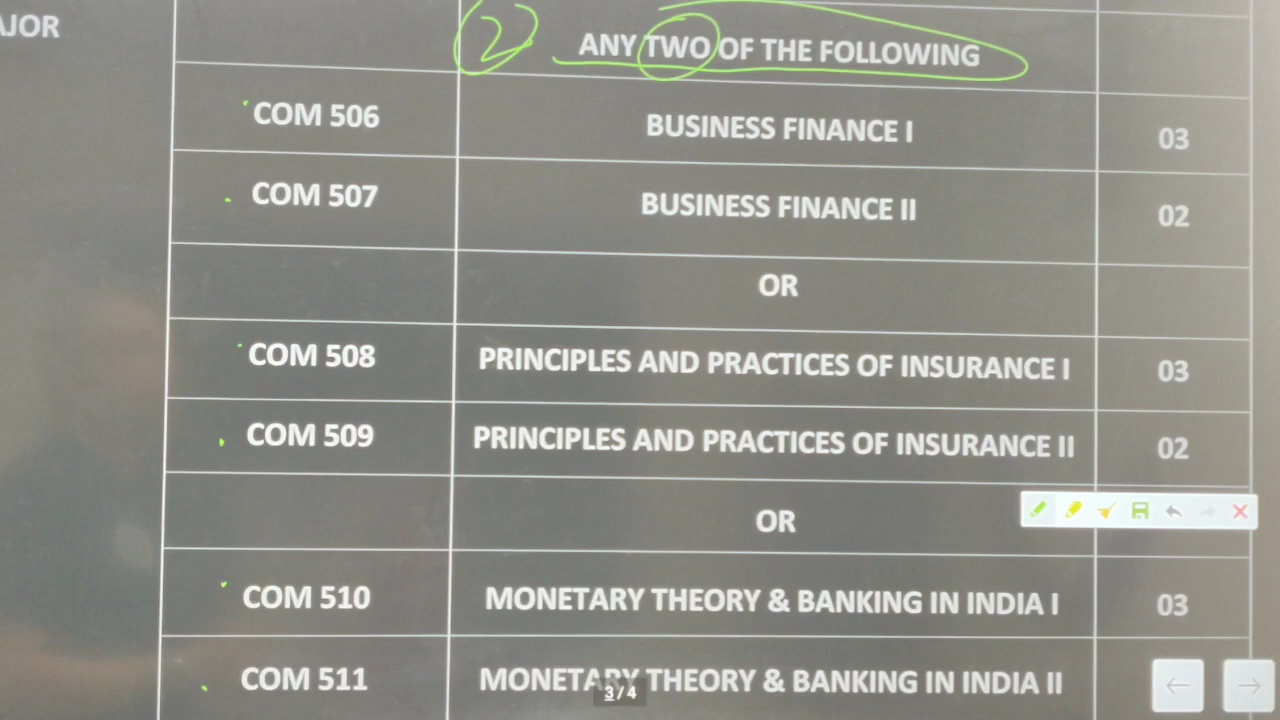 AJOR
2 ANY TWO OF THE FOLLOWING
COM 506 BUSINESS FINANCE I 03
COM 507 BUSINESS FINANCE II 02
OR
COM 508 PRINCIPLES AND PRACTICES OF INSURANCE I 03
COM 509 PRINCIPLES AND PRACTICES OF INSURANCE II 02
OR
COM 510 MONETARY THEORY & BANKING IN INDIA I 03
COM 511 MONETARY THEORY & BANKING IN INDIA II
3 / 4